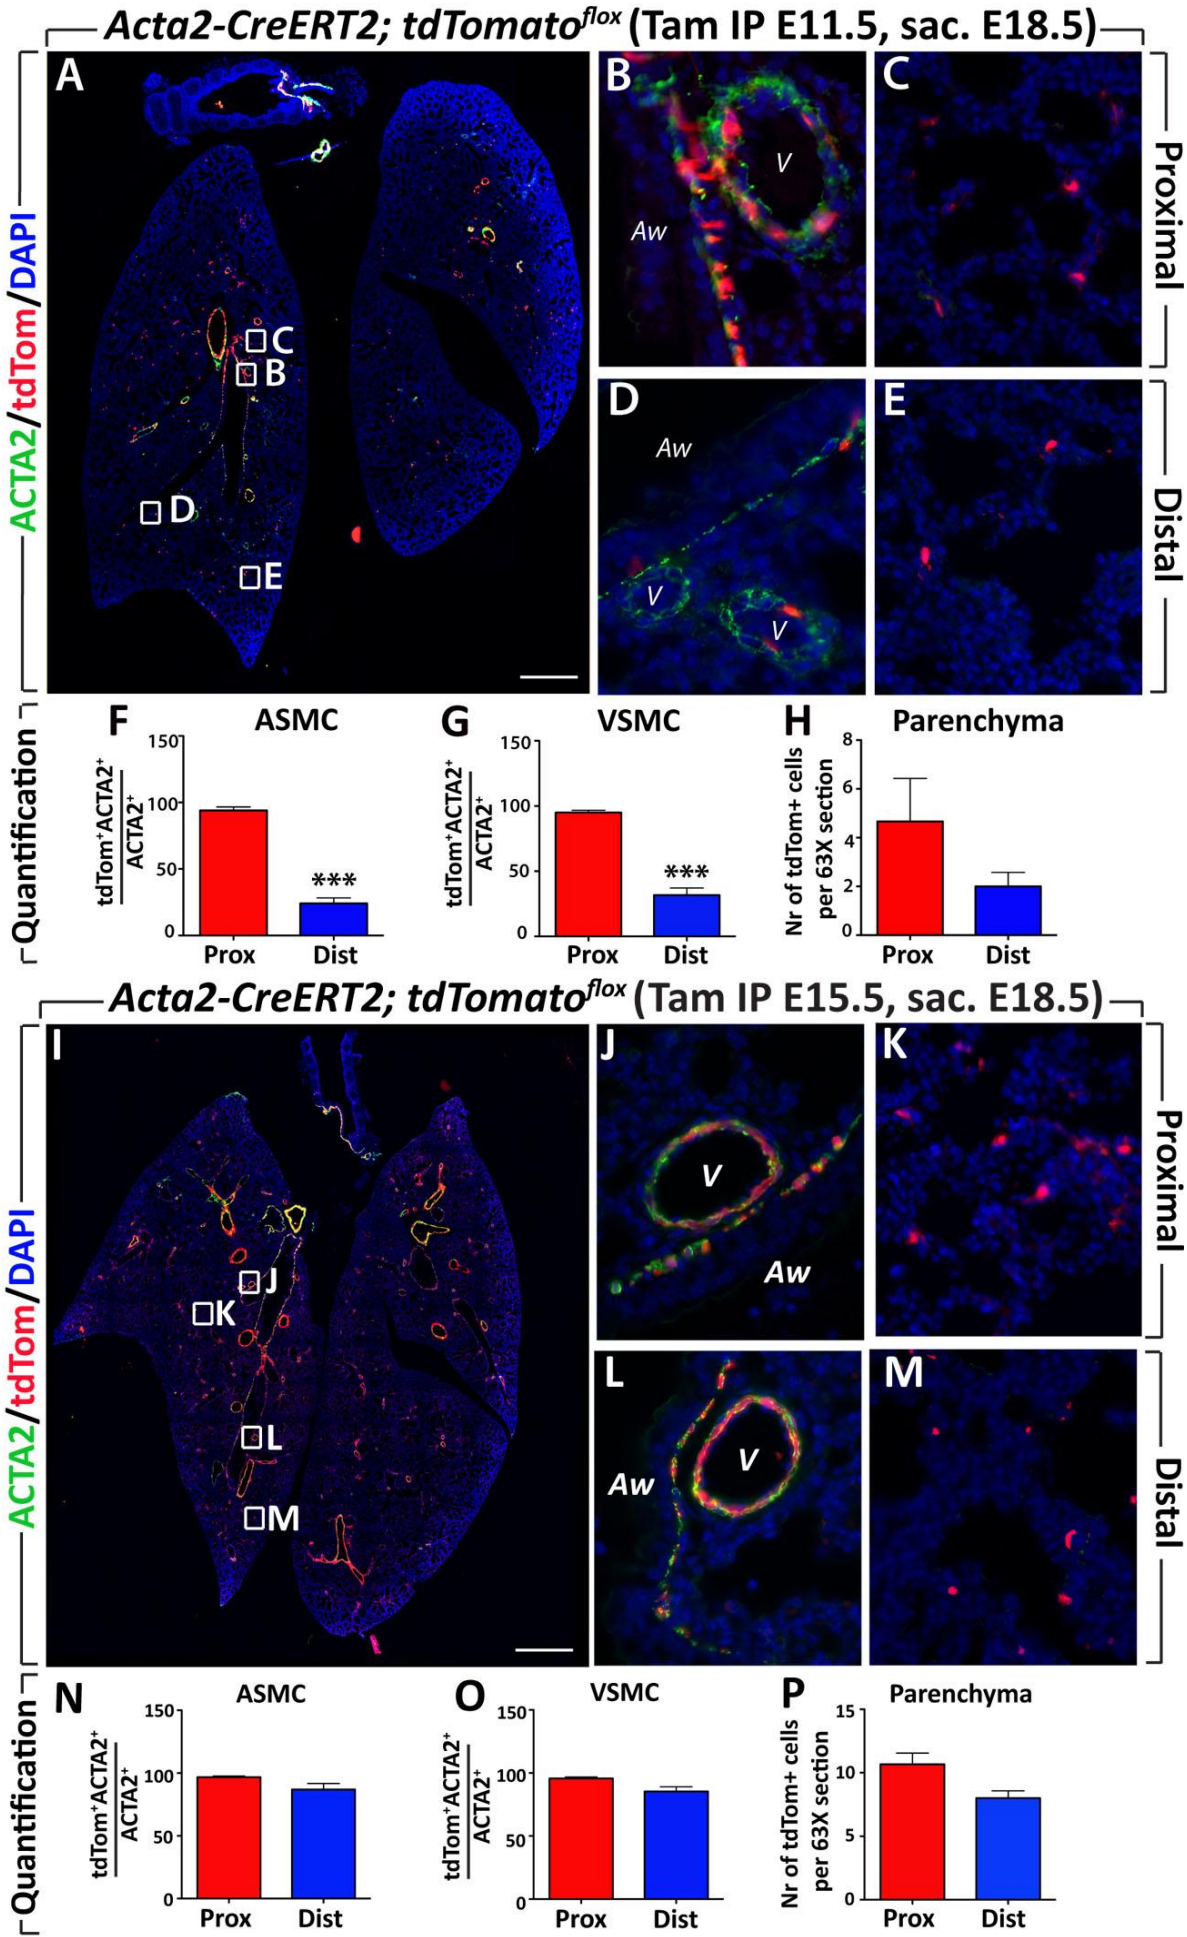 Acta2-CreERT2; tdTomato^flox (Tam IP E11.5, sac. E18.5)
ACTA2/tdTom/DAPI
A
C
B
D
E
B
V
Aw
C
Proximal
D
Aw
V
V
E
Distal
Quantification
F
ASMC
tdTom⁺ACTA2⁺
ACTA2⁺
150
100
50
0
Prox
Dist
***
G
VSMC
tdTom⁺ACTA2⁺
ACTA2⁺
150
100
50
0
Prox
Dist
***
H
Parenchyma
Nr of tdTom+ cells
per 63X section
8
6
4
2
0
Prox
Dist
Acta2-CreERT2; tdTomato^flox (Tam IP E15.5, sac. E18.5)
ACTA2/tdTom/DAPI
I
J
K
L
M
J
V
Aw
K
Proximal
L
Aw
V
M
Distal
Quantification
N
ASMC
tdTom⁺ACTA2⁺
ACTA2⁺
150
100
50
0
Prox
Dist
O
VSMC
tdTom⁺ACTA2⁺
ACTA2⁺
150
100
50
0
Prox
Dist
P
Parenchyma
Nr of tdTom+ cells
per 63X section
15
10
5
0
Prox
Dist